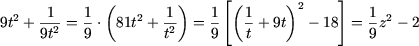 $9t^2 + \frac{1}{9t^2} = \frac{1}{9} \cdot \left( 81t^2 + \frac{1}{t^2} \right) = \frac{1}{9} \left[ \left( \frac{1}{t} + 9t \right)^2 - 18 \right] = \frac{1}{9} z^2 - 2$